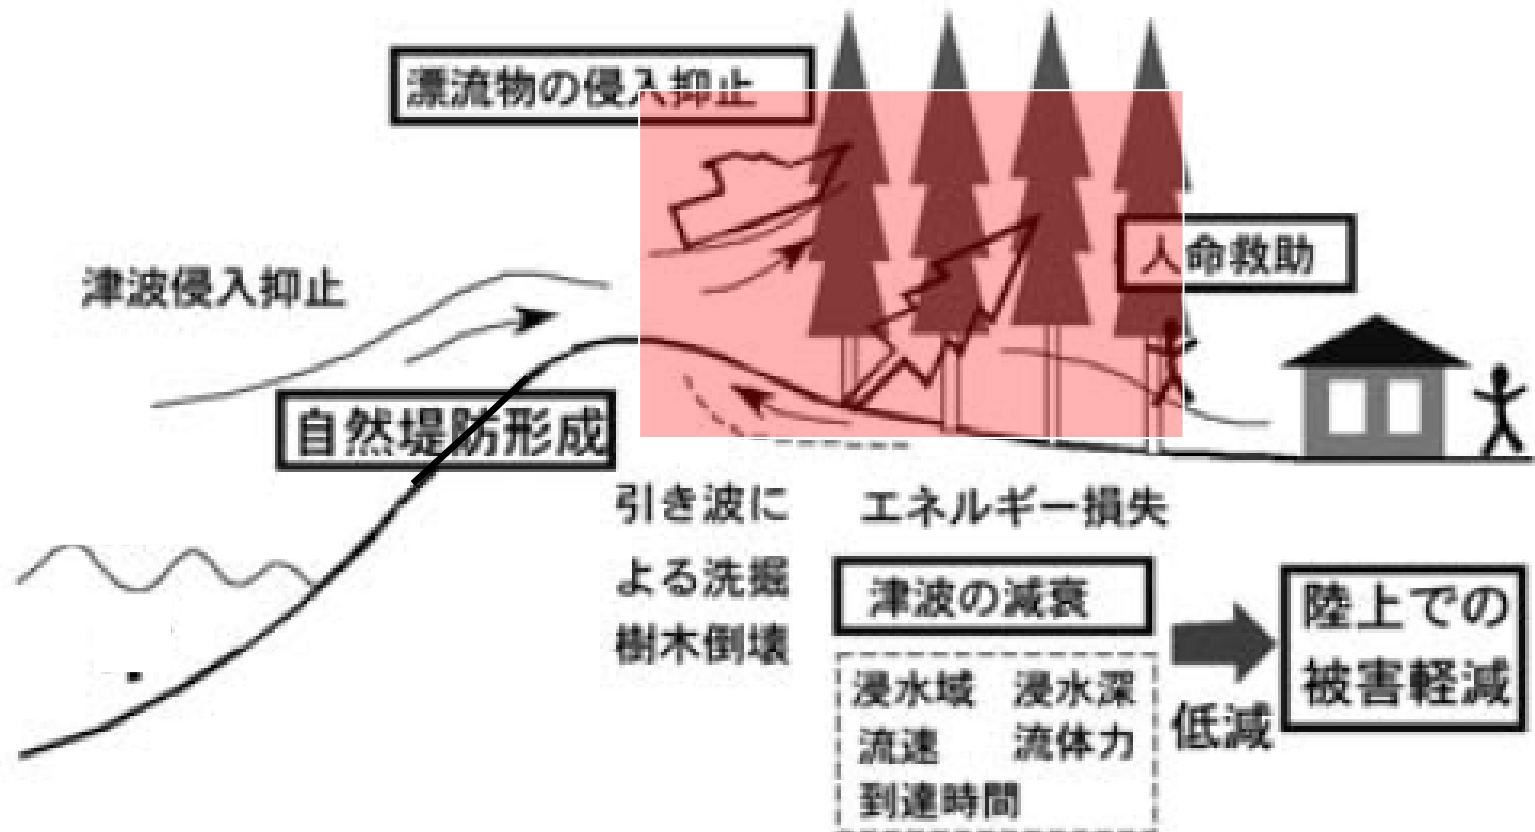 漂流物の侵入抑止
津波侵入抑止
人命救助
自然堤防形成
引き波に
よる洗掘
樹木倒壊
エネルギー損失
津波の減衰
浸水域 浸水深
流速 流体力
到達時間
低減
陸上での
被害軽減